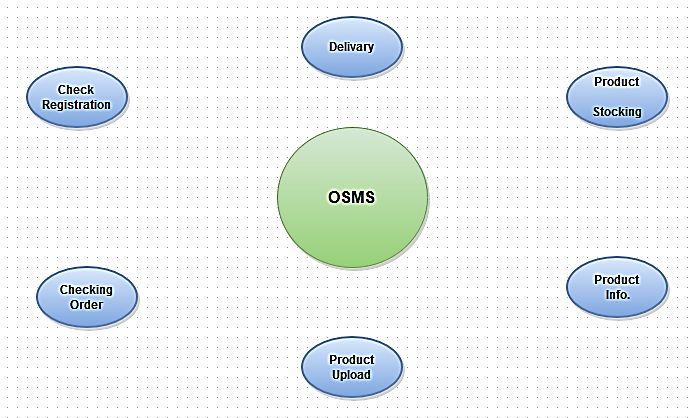 Delivary
Check
Registration
Product
Stocking
OSMS
Checking
Order
Product
Info.
Product
Upload